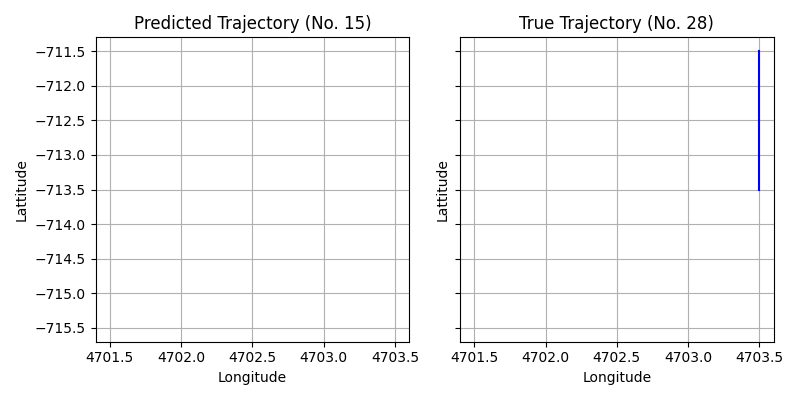 Predicted Trajectory (No. 15)
True Trajectory (No. 28)
−711.5
−712.0
−712.5
−713.0
−713.5
−714.0
−714.5
−715.0
−715.5
Lattitude
Lattitude
4701.5 4702.0 4702.5 4703.0 4703.5
4701.5 4702.0 4702.5 4703.0 4703.5
Longitude
Longitude